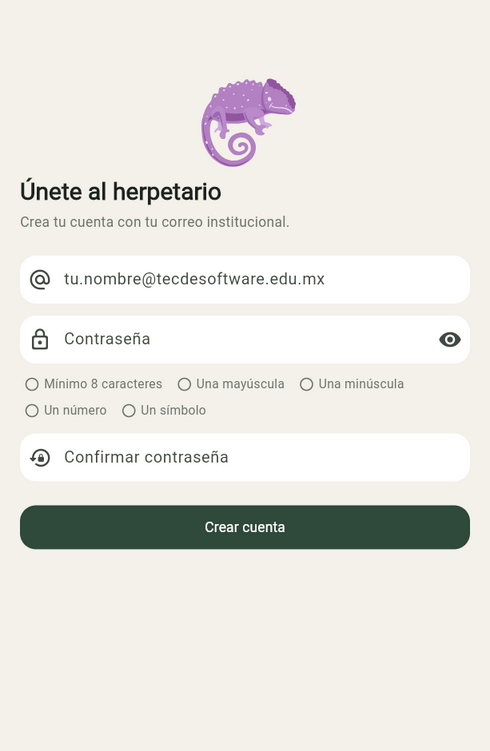 Únete al herpetario
Crea tu cuenta con tu correo institucional.
tu.nombre@tecdesoftware.edu.mx
Contraseña
Mínimo 8 caracteres Una mayúscula Una minúscula
Un número Un símbolo
Confirmar contraseña
Crear cuenta